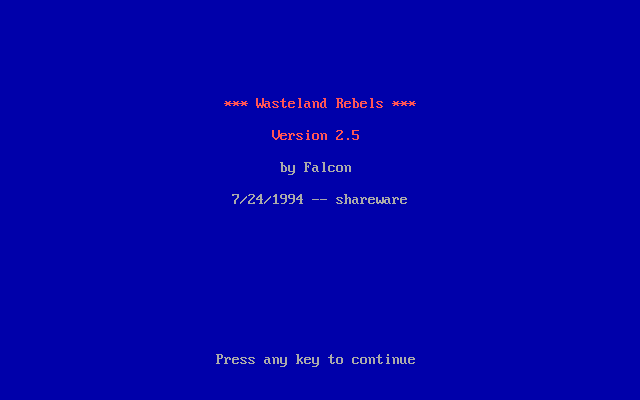 *** Wasteland Rebels ***
Version 2.5
by Falcon
7/24/1994 -- shareware
Press any key to continue